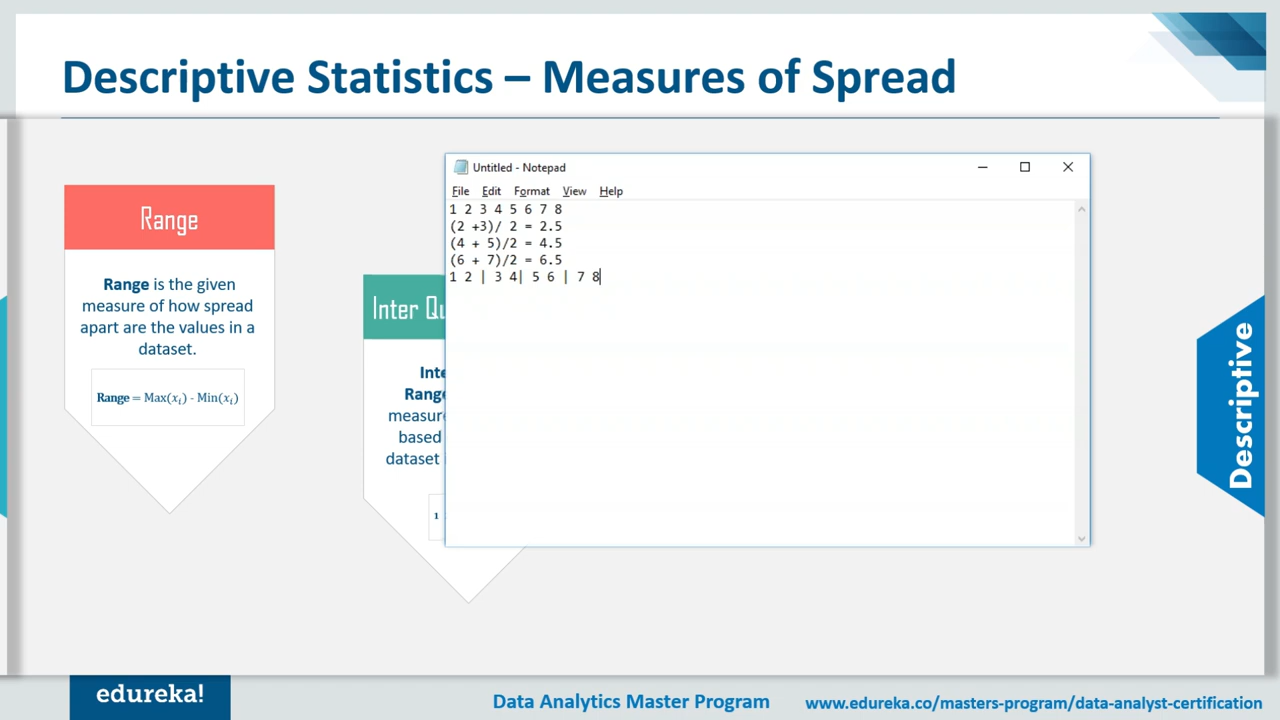 Descriptive Statistics – Measures of Spread
Range
Range is the given
measure of how spread
apart are the values in a
dataset.
Range = Max(xᵢ) - Min(xᵢ)
Inter
measure
based
dataset
1
Untitled - Notepad
File Edit Format View Help
1 2 3 4 5 6 7 8
(2 +3)/ 2 = 2.5
(4 + 5)/2 = 4.5
(6 + 7)/2 = 6.5
1 2 | 3 4| 5 6 | 7 8
Descriptive
edureka!
Data Analytics Master Program
www.edureka.co/masters-program/data-analyst-certification